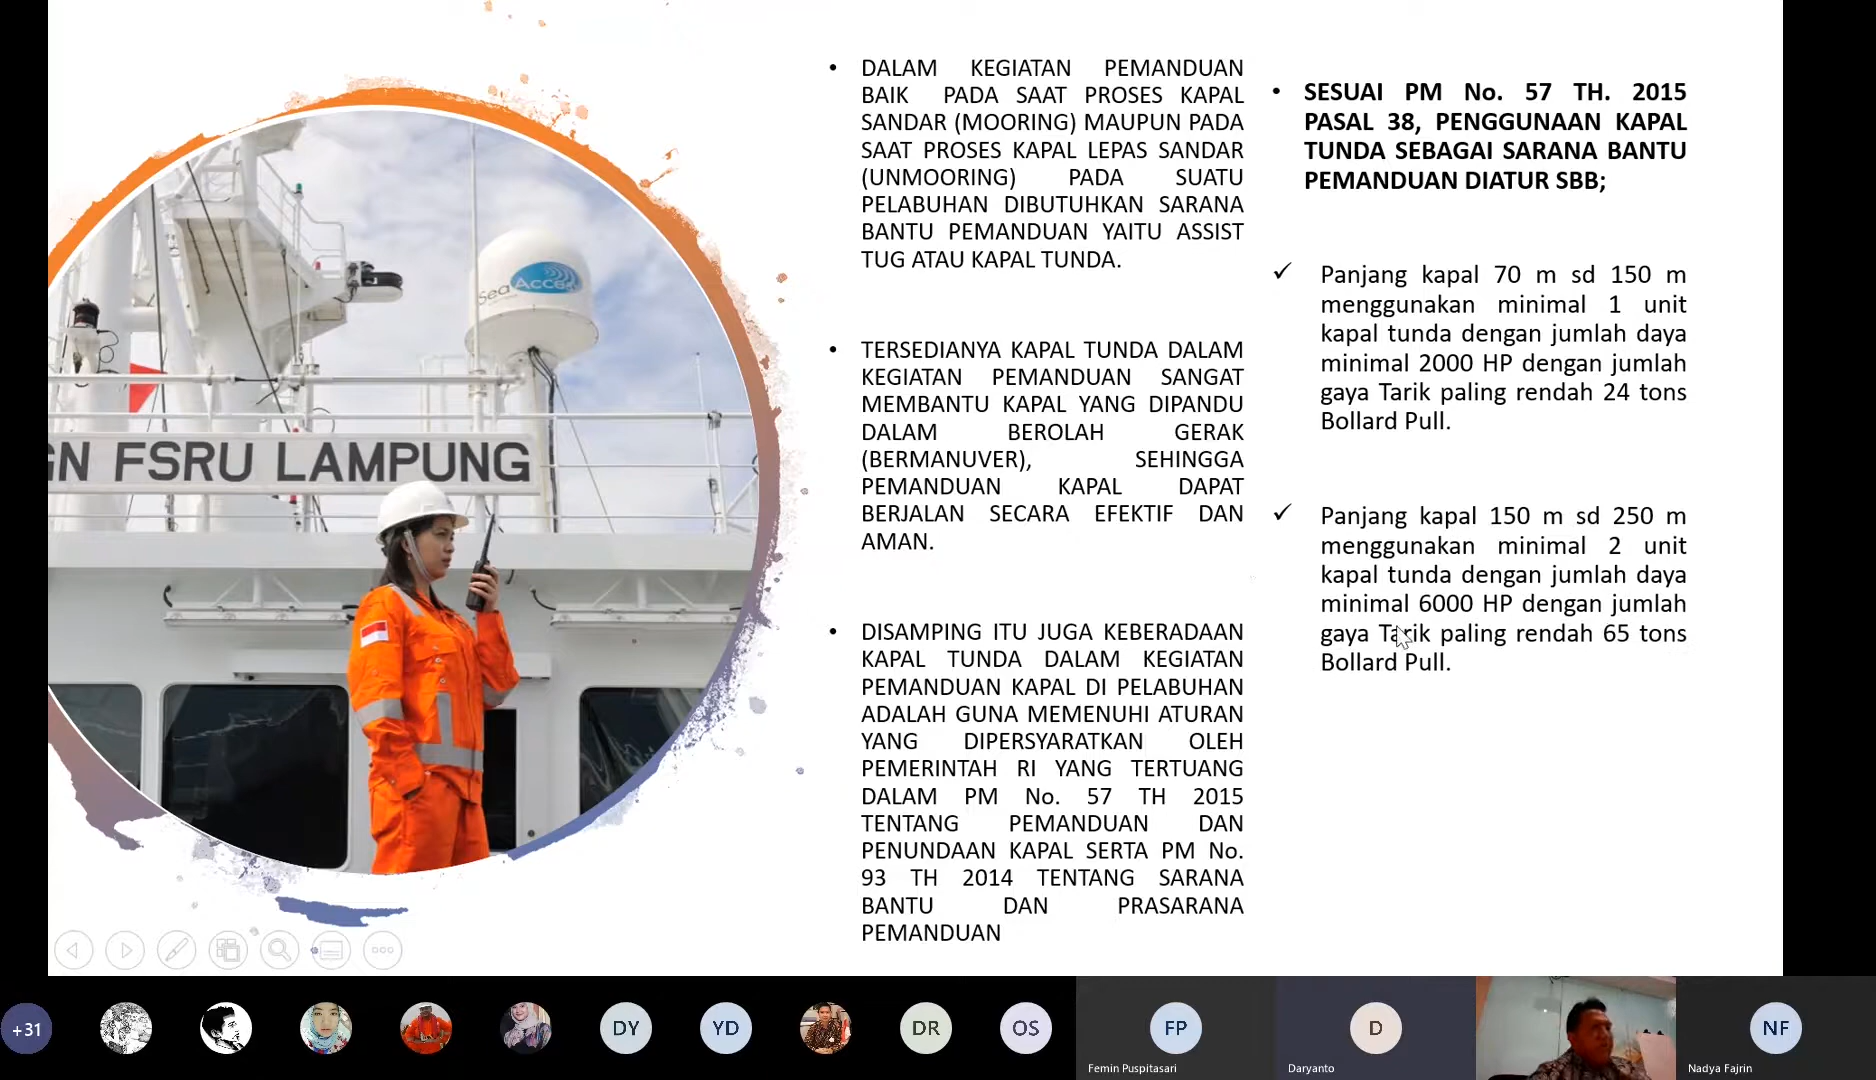 Sea Access
GN FSRU LAMPUNG
• DALAM KEGIATAN PEMANDUAN
BAIK PADA SAAT PROSES KAPAL
SANDAR (MOORING) MAUPUN PADA
SAAT PROSES KAPAL LEPAS SANDAR
(UNMOORING) PADA SUATU
PELABUHAN DIBUTUHKAN SARANA
BANTU PEMANDUAN YAITU ASSIST
TUG ATAU KAPAL TUNDA.
• TERSEDIANYA KAPAL TUNDA DALAM
KEGIATAN PEMANDUAN SANGAT
MEMBANTU KAPAL YANG DIPANDU
DALAM BEROLAH GERAK
(BERMANUVER), SEHINGGA
PEMANDUAN KAPAL DAPAT
BERJALAN SECARA EFEKTIF DAN
AMAN.
• DISAMPING ITU JUGA KEBERADAAN
KAPAL TUNDA DALAM KEGIATAN
PEMANDUAN KAPAL DI PELABUHAN
ADALAH GUNA MEMENUHI ATURAN
YANG DIPERSYARATKAN OLEH
PEMERINTAH RI YANG TERTUANG
DALAM PM No. 57 TH 2015
TENTANG PEMANDUAN DAN
PENUNDAAN KAPAL SERTA PM No.
93 TH 2014 TENTANG SARANA
BANTU DAN PRASARANA
PEMANDUAN
• SESUAI PM No. 57 TH. 2015
PASAL 38, PENGGUNAAN KAPAL
TUNDA SEBAGAI SARANA BANTU
PEMANDUAN DIATUR SBB;
✓ Panjang kapal 70 m sd 150 m
menggunakan minimal 1 unit
kapal tunda dengan jumlah daya
minimal 2000 HP dengan jumlah
gaya Tarik paling rendah 24 tons
Bollard Pull.
✓ Panjang kapal 150 m sd 250 m
menggunakan minimal 2 unit
kapal tunda dengan jumlah daya
minimal 6000 HP dengan jumlah
gaya Tarik paling rendah 65 tons
Bollard Pull.
+31
DY
YD
DR
OS
FP
Femin Puspitasari
D
Daryanto
NF
Nadya Fajrin